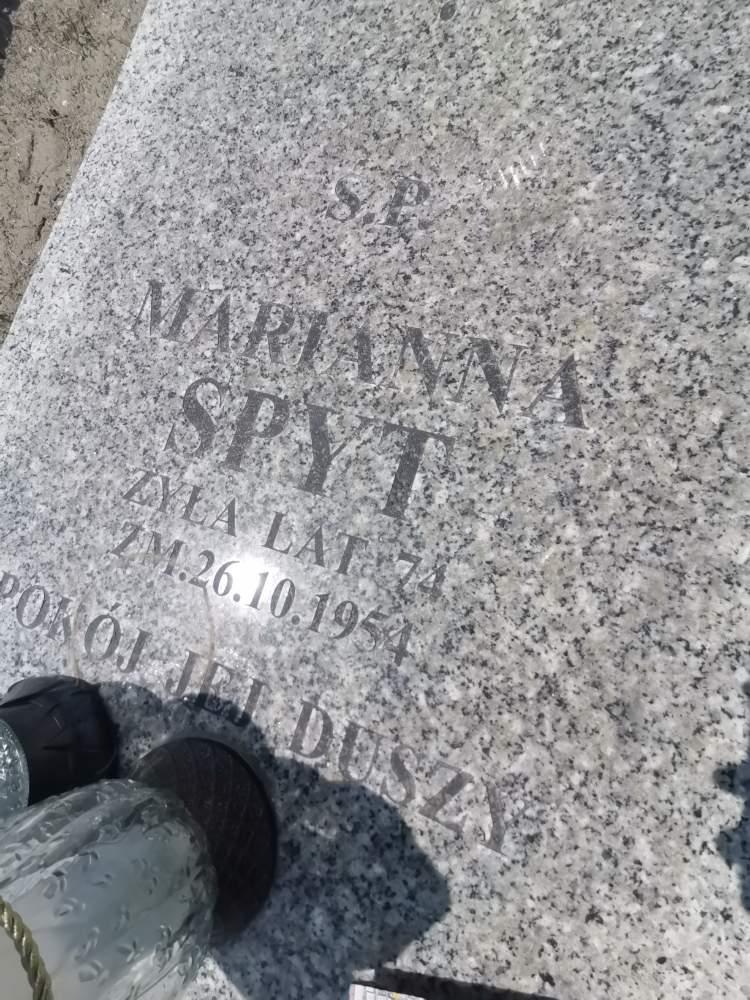 Ś.P.
MARIANNA
SPYT
ŻYŁA LAT 74
ZM.26.10.1954
POKÓJ JEJ DUSZY